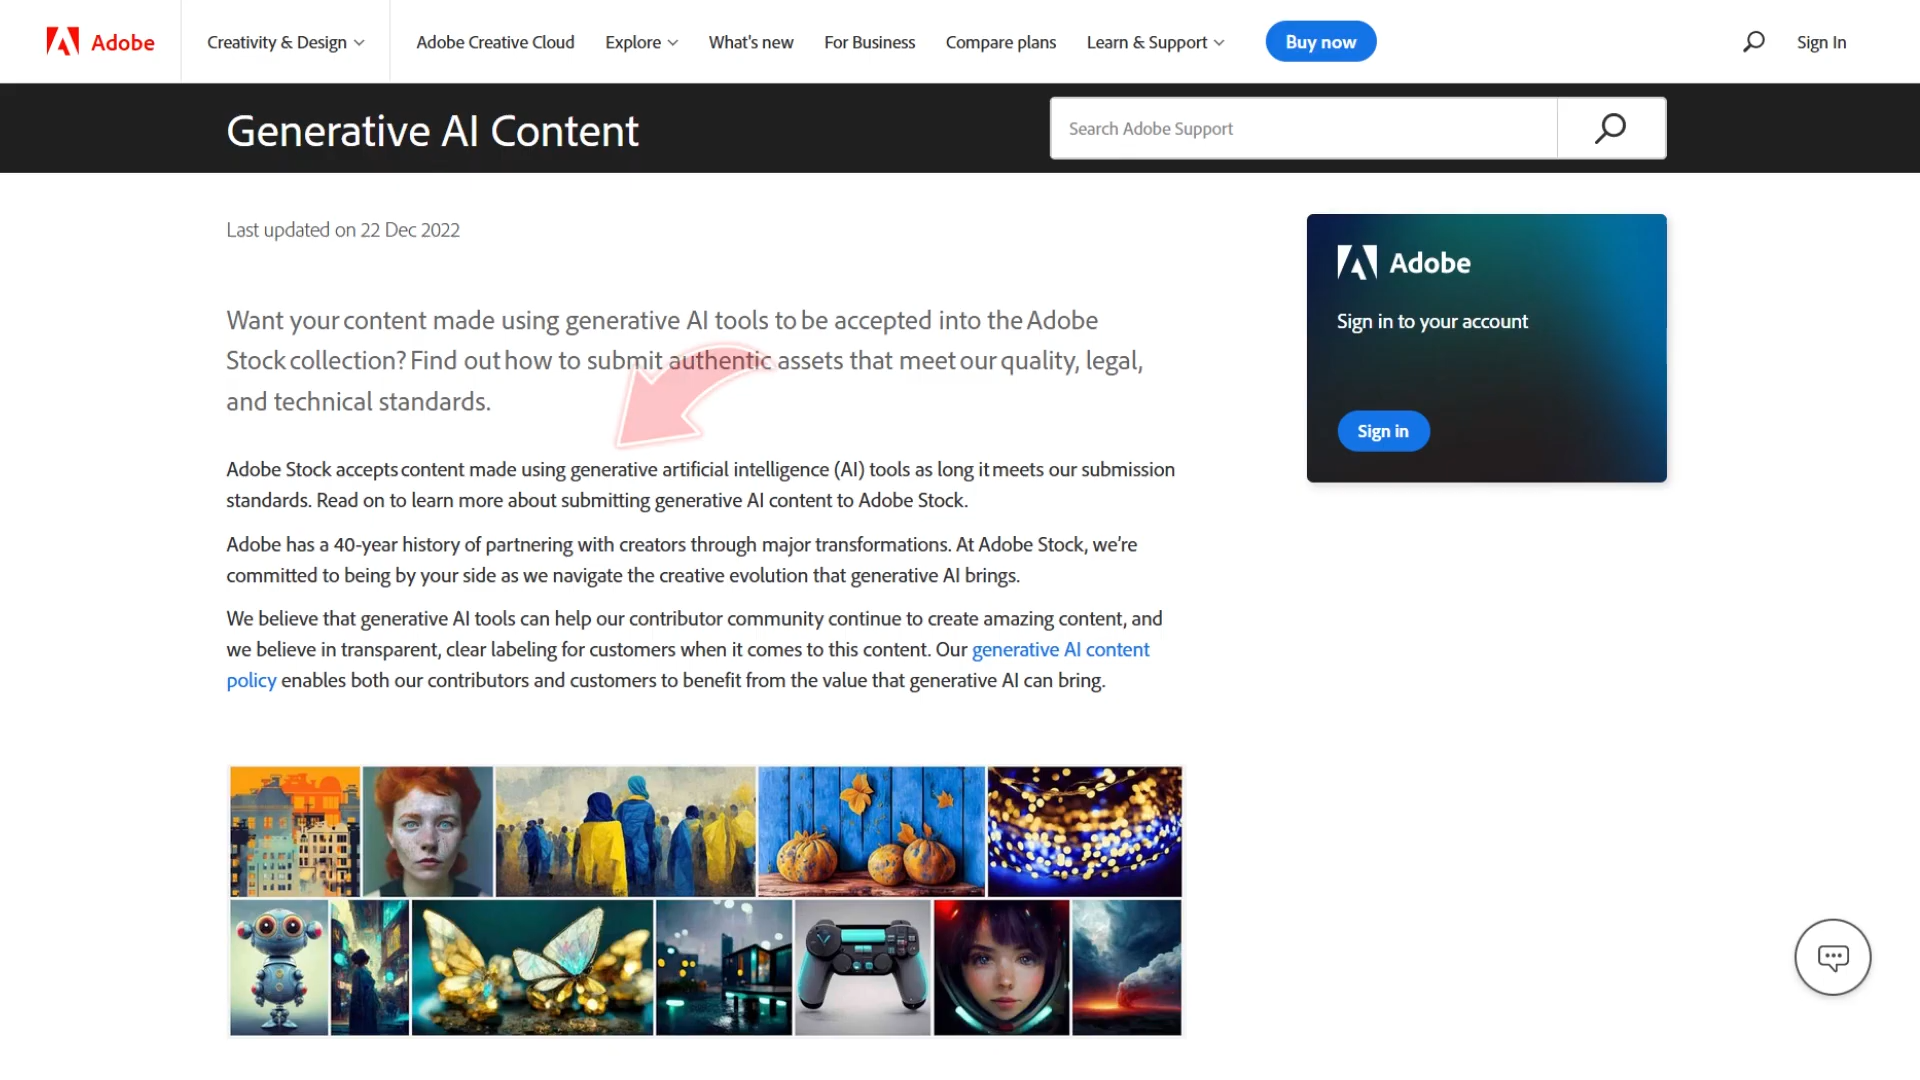 Adobe
Creativity & Design
Adobe Creative Cloud
Explore
What's new
For Business
Compare plans
Learn & Support
Buy now
Sign In
Generative AI Content
Search Adobe Support
Last updated on 22 Dec 2022
Want your content made using generative AI tools to be accepted into the Adobe
Stock collection? Find out how to submit authentic assets that meet our quality, legal,
and technical standards.
Adobe Stock accepts content made using generative artificial intelligence (AI) tools as long it meets our submission
standards. Read on to learn more about submitting generative AI content to Adobe Stock.
Adobe has a 40-year history of partnering with creators through major transformations. At Adobe Stock, we’re
committed to being by your side as we navigate the creative evolution that generative AI brings.
We believe that generative AI tools can help our contributor community continue to create amazing content, and
we believe in transparent, clear labeling for customers when it comes to this content. Our generative AI content
policy enables both our contributors and customers to benefit from the value that generative AI can bring.
Adobe
Sign in to your account
Sign in